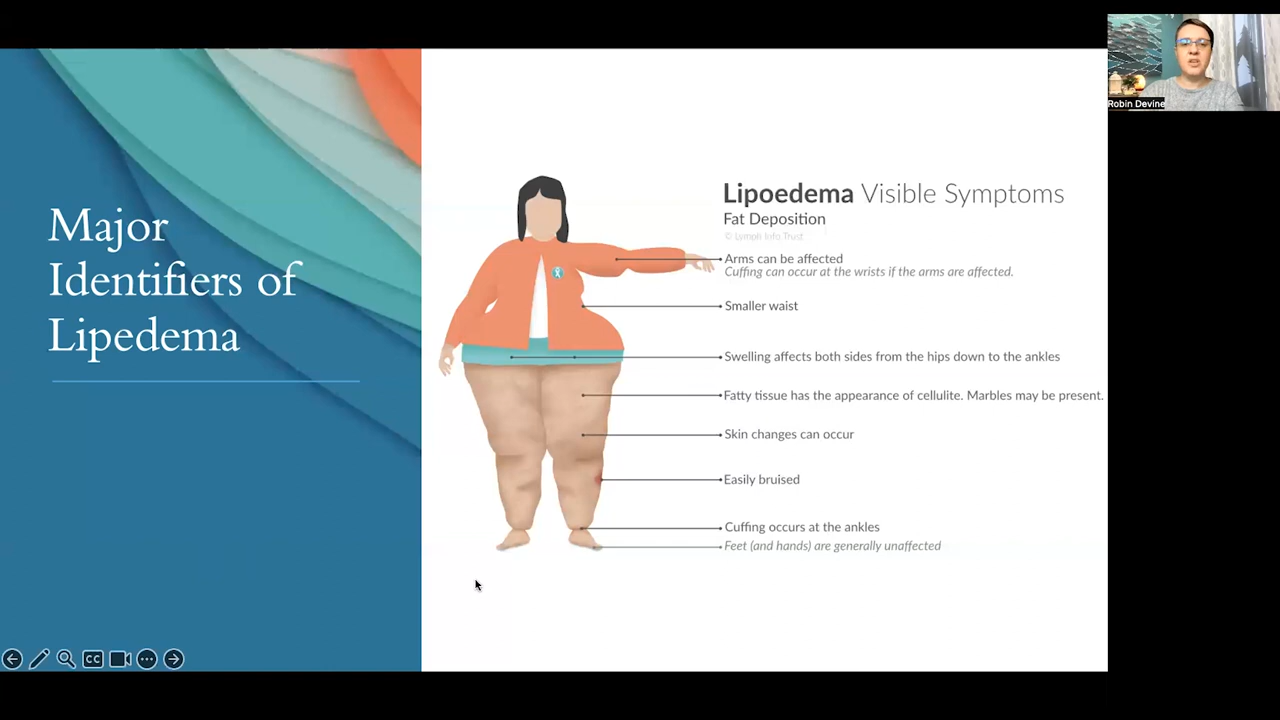 Major
Identifiers of
Lipedema
Lipoedema Visible Symptoms
Fat Deposition
© Lymph Info Trust
Arms can be affected
Cuffing can occur at the wrists if the arms are affected.
Smaller waist
Swelling affects both sides from the hips down to the ankles
Fatty tissue has the appearance of cellulite. Marbles may be present.
Skin changes can occur
Easily bruised
Cuffing occurs at the ankles
Feet (and hands) are generally unaffected
CC
Robin Devine